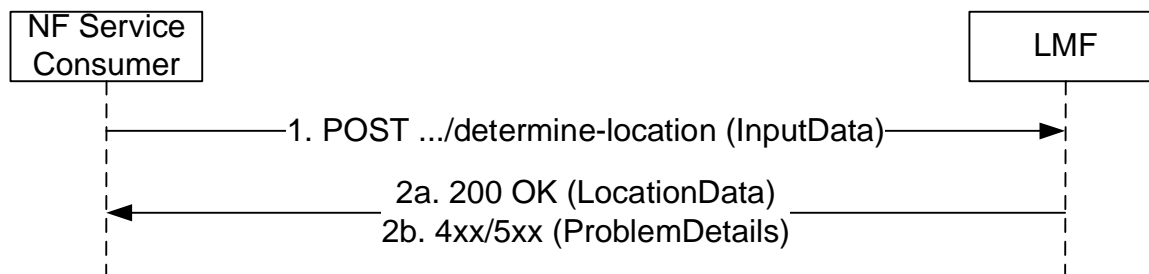 NF Service
Consumer
LMF
1. POST .../determine-location (InputData)
2a. 200 OK (LocationData)
2b. 4xx/5xx (ProblemDetails)